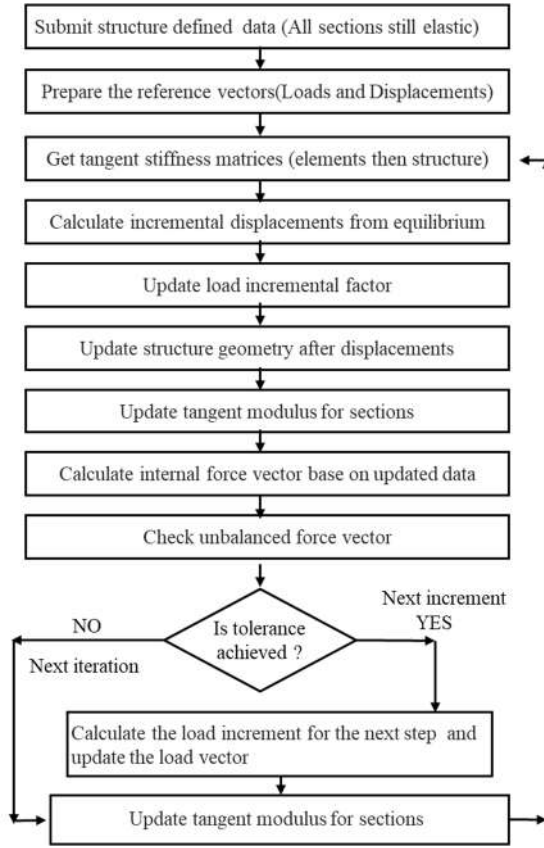 Submit structure defined data (All sections still elastic)
Prepare the reference vectors(Loads and Displacements)
Get tangent stiffness matrices (elements then structure)
Calculate incremental displacements from equilibrium
Update load incremental factor
Update structure geometry after displacements
Update tangent modulus for sections
Calculate internal force vector base on updated data
Check unbalanced force vector
Next increment
NO
YES
Is tolerance
achieved ?
Next iteration
Calculate the load increment for the next step and
update the load vector
Update tangent modulus for sections